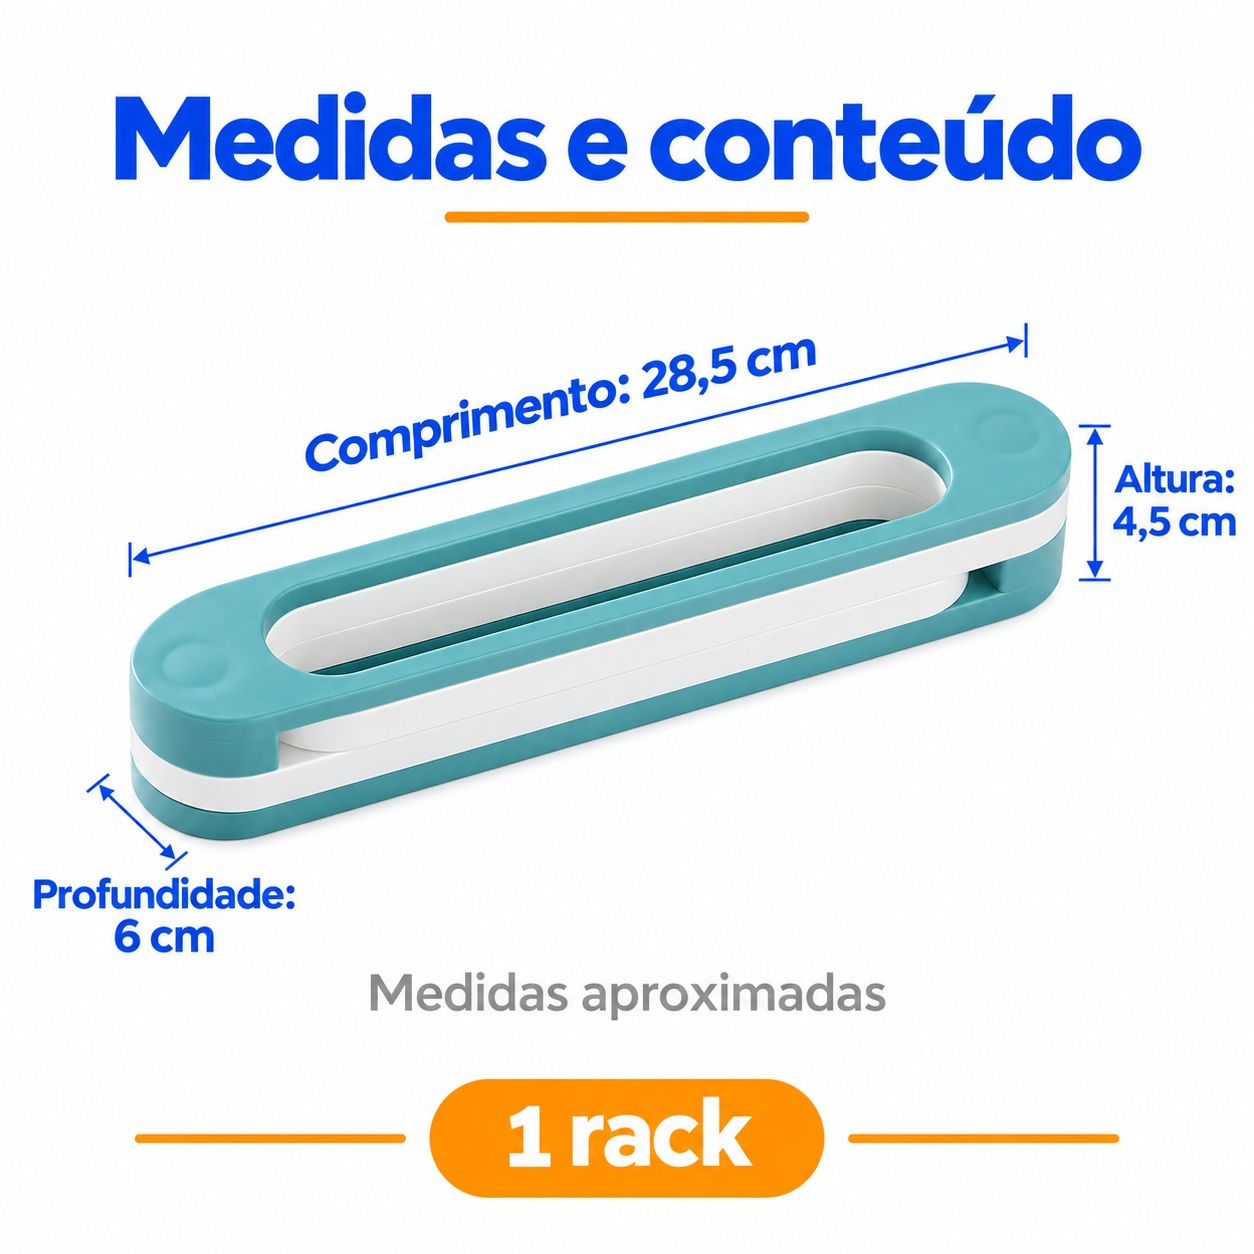 Medidas e conteúdo
Comprimento: 28,5 cm
Altura:
4,5 cm
Profundidade:
6 cm
Medidas aproximadas
1 rack